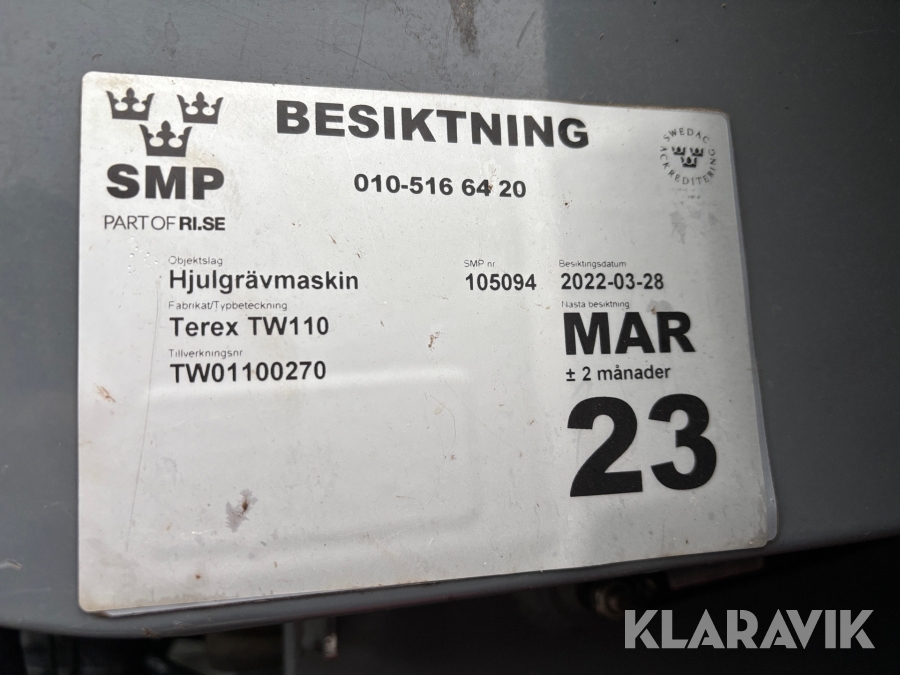 BESIKTNING
SMP
PART OF RI.SE
010-516 64 20
SWEDAC
ACKREDITERING
Objektslag
Hjulgrävmaskin
SMP nr
105094
Besiktingsdatum
2022-03-28
Fabrikat/Typbeteckning
Terex TW110
Tillverkningsnr
TW01100270
Nästa besiktning
MAR
± 2 månader
23
KLARAVIK